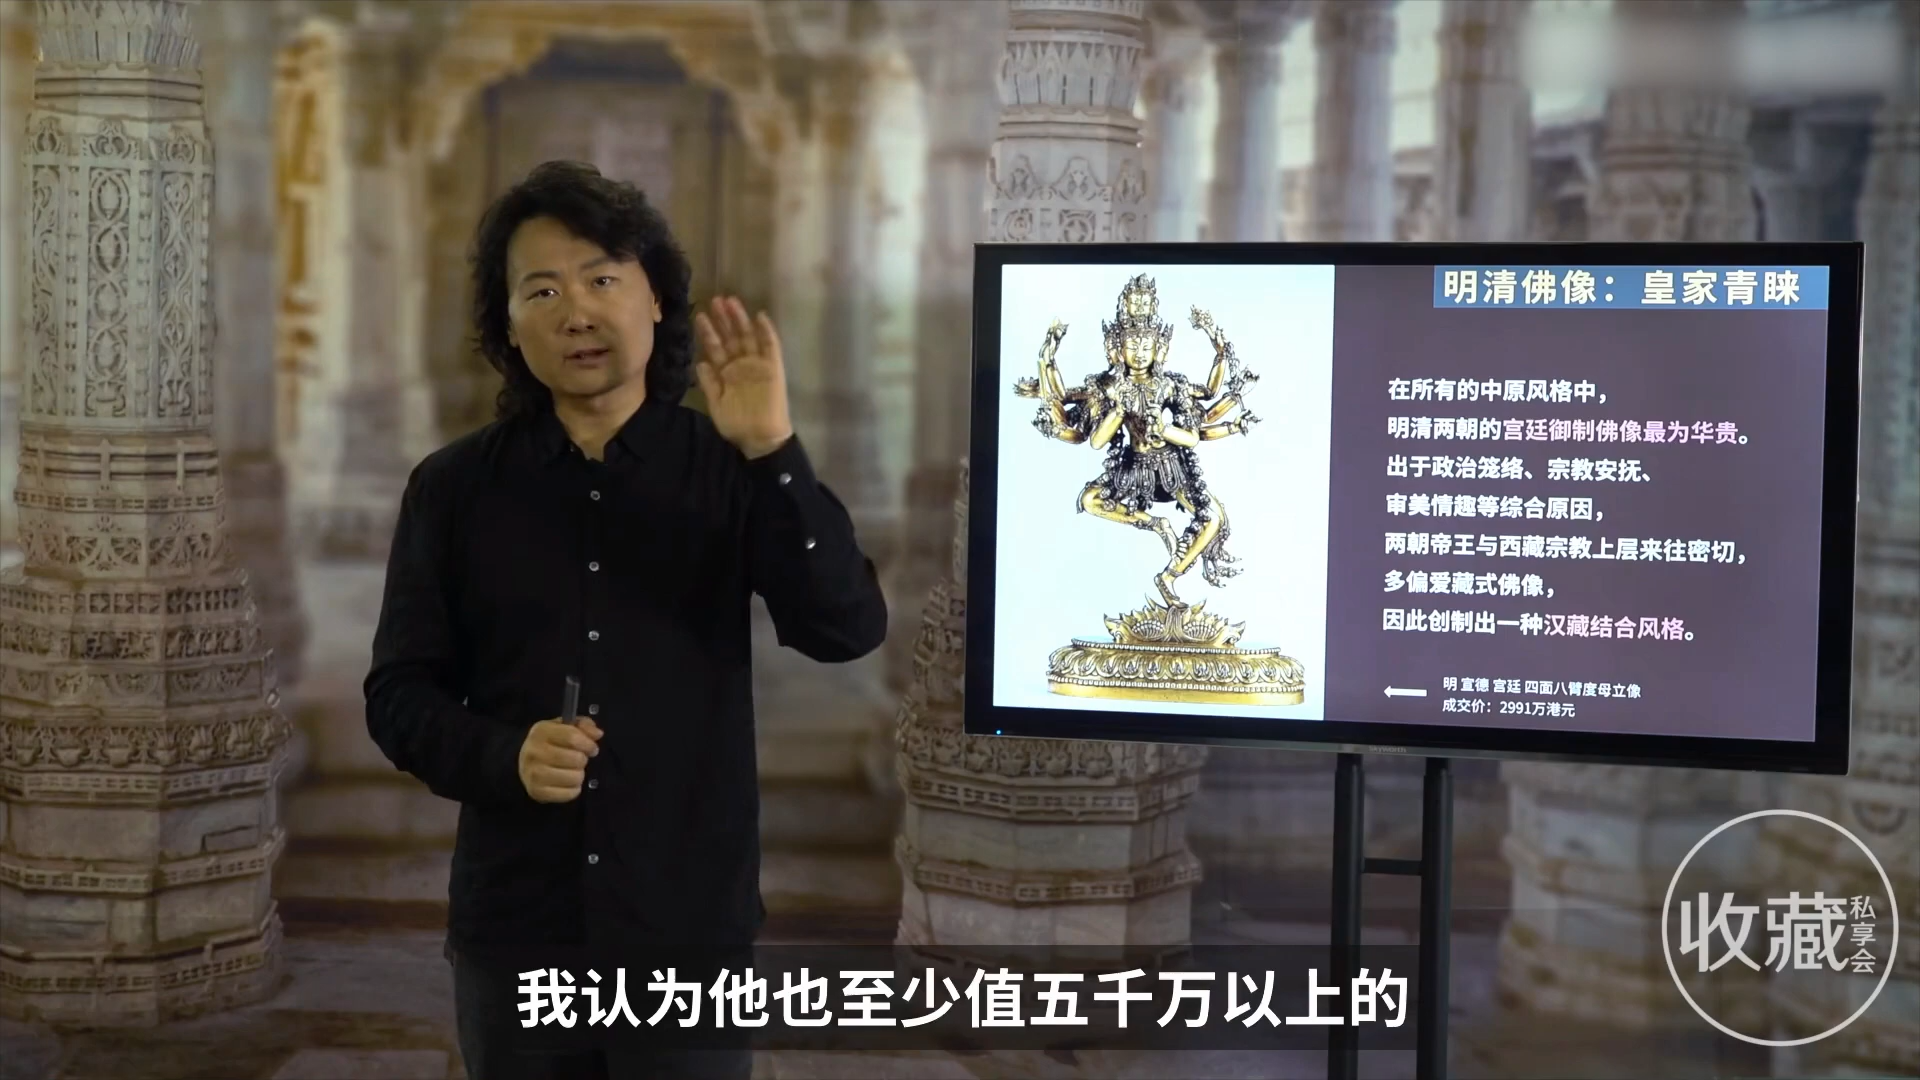 明清佛像：皇家青睐
在所有的中原风格中，
明清两朝的宫廷御制佛像最为华贵。
出于政治笼络、宗教安抚、
审美情趣等综合原因，
两朝帝王与西藏宗教上层来往密切，
多偏爱藏式佛像，
因此创制出一种汉藏结合风格。
明 宣德 宫廷 四面八臂度母立像
成交价：2991万港元
Skyworth
收藏
私享会
我认为他也至少值五千万以上的